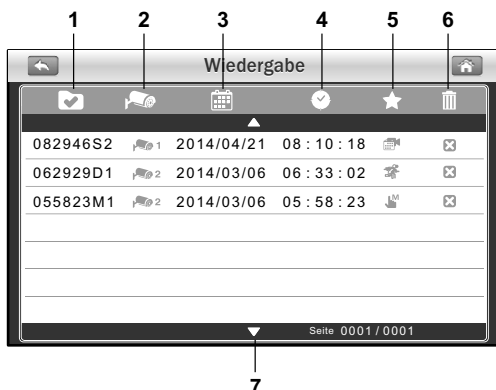 1 2 3 4 5 6
Wiedergabe
082946S2 1 2014/04/21 08:10:18
062929D1 2 2014/03/06 06:33:02
055823M1 2 2014/03/06 05:58:23 M
Seite 0001/0001
7